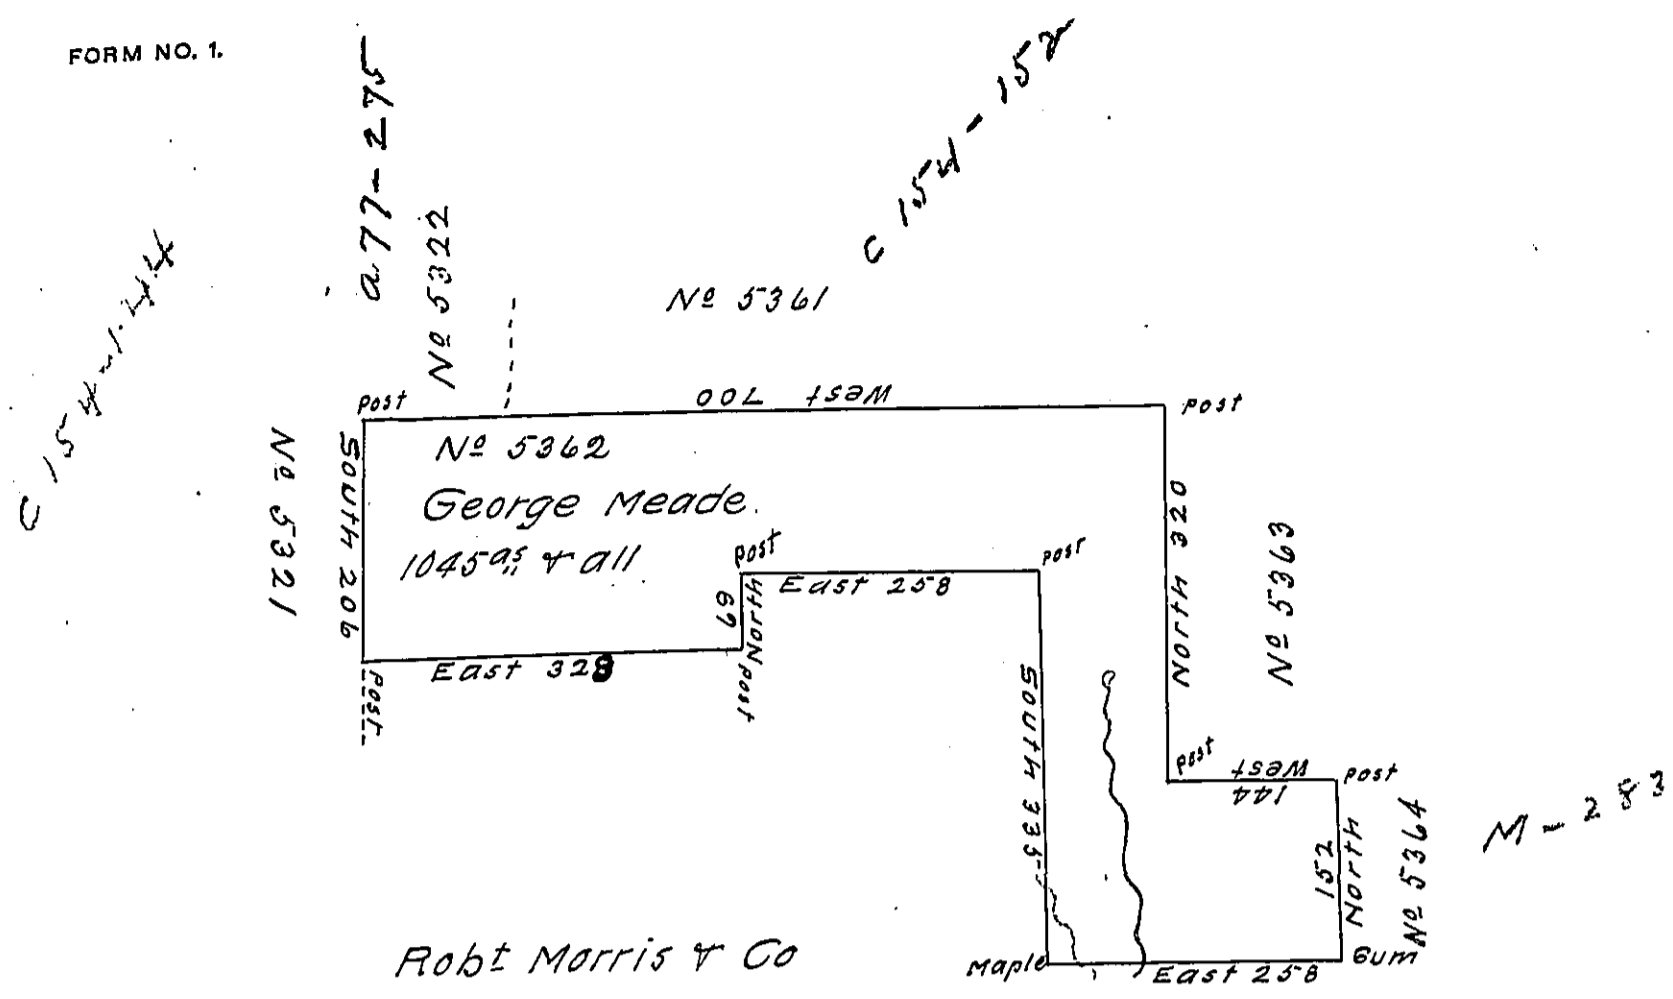 FORM NO. 1.
a 77-275
C 154-152
C 154-144
Nº 5322
Nº 5361
West 700
Post
Post
Nº 5321
South 206
Nº 5362
George Meade.
1045 as & all
Post
Post
East 258
North 69
Post
East 328
Post
North 320
Nº 5363
South 335
Post
West 144
Post
North 152
Nº 5364
M-283
Robt Morris & Co
Maple
East 258
Gum